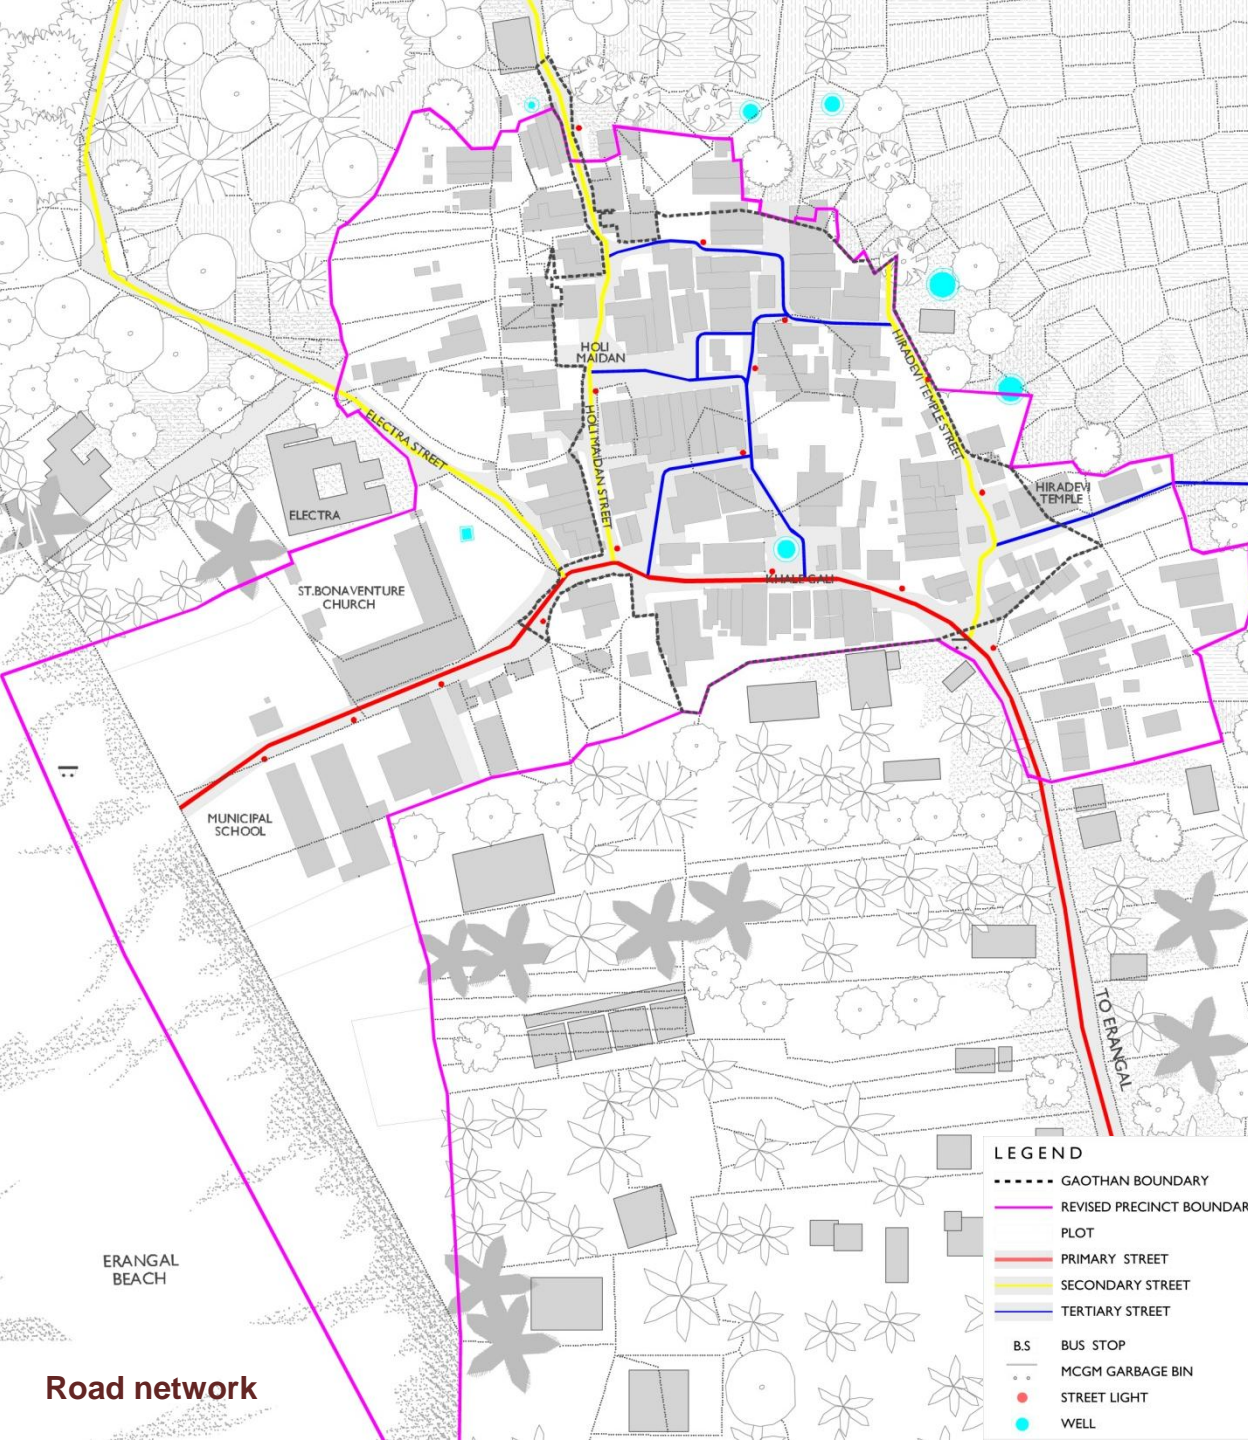 HOLI
MAIDAN
HIRADEVI TEMPLE STREET
ELECTRA STREET
HOLI MAIDAN STREET
HIRADEVI
TEMPLE
ELECTRA
KHALE GALI
ST.BONAVENTURE
CHURCH
MUNICIPAL
SCHOOL
TO ERANGAL
ERANGAL
BEACH
Road network
LEGEND
GAOTHAN BOUNDARY
REVISED PRECINCT BOUNDAR
PLOT
PRIMARY STREET
SECONDARY STREET
TERTIARY STREET
B.S BUS STOP
MCGM GARBAGE BIN
STREET LIGHT
WELL